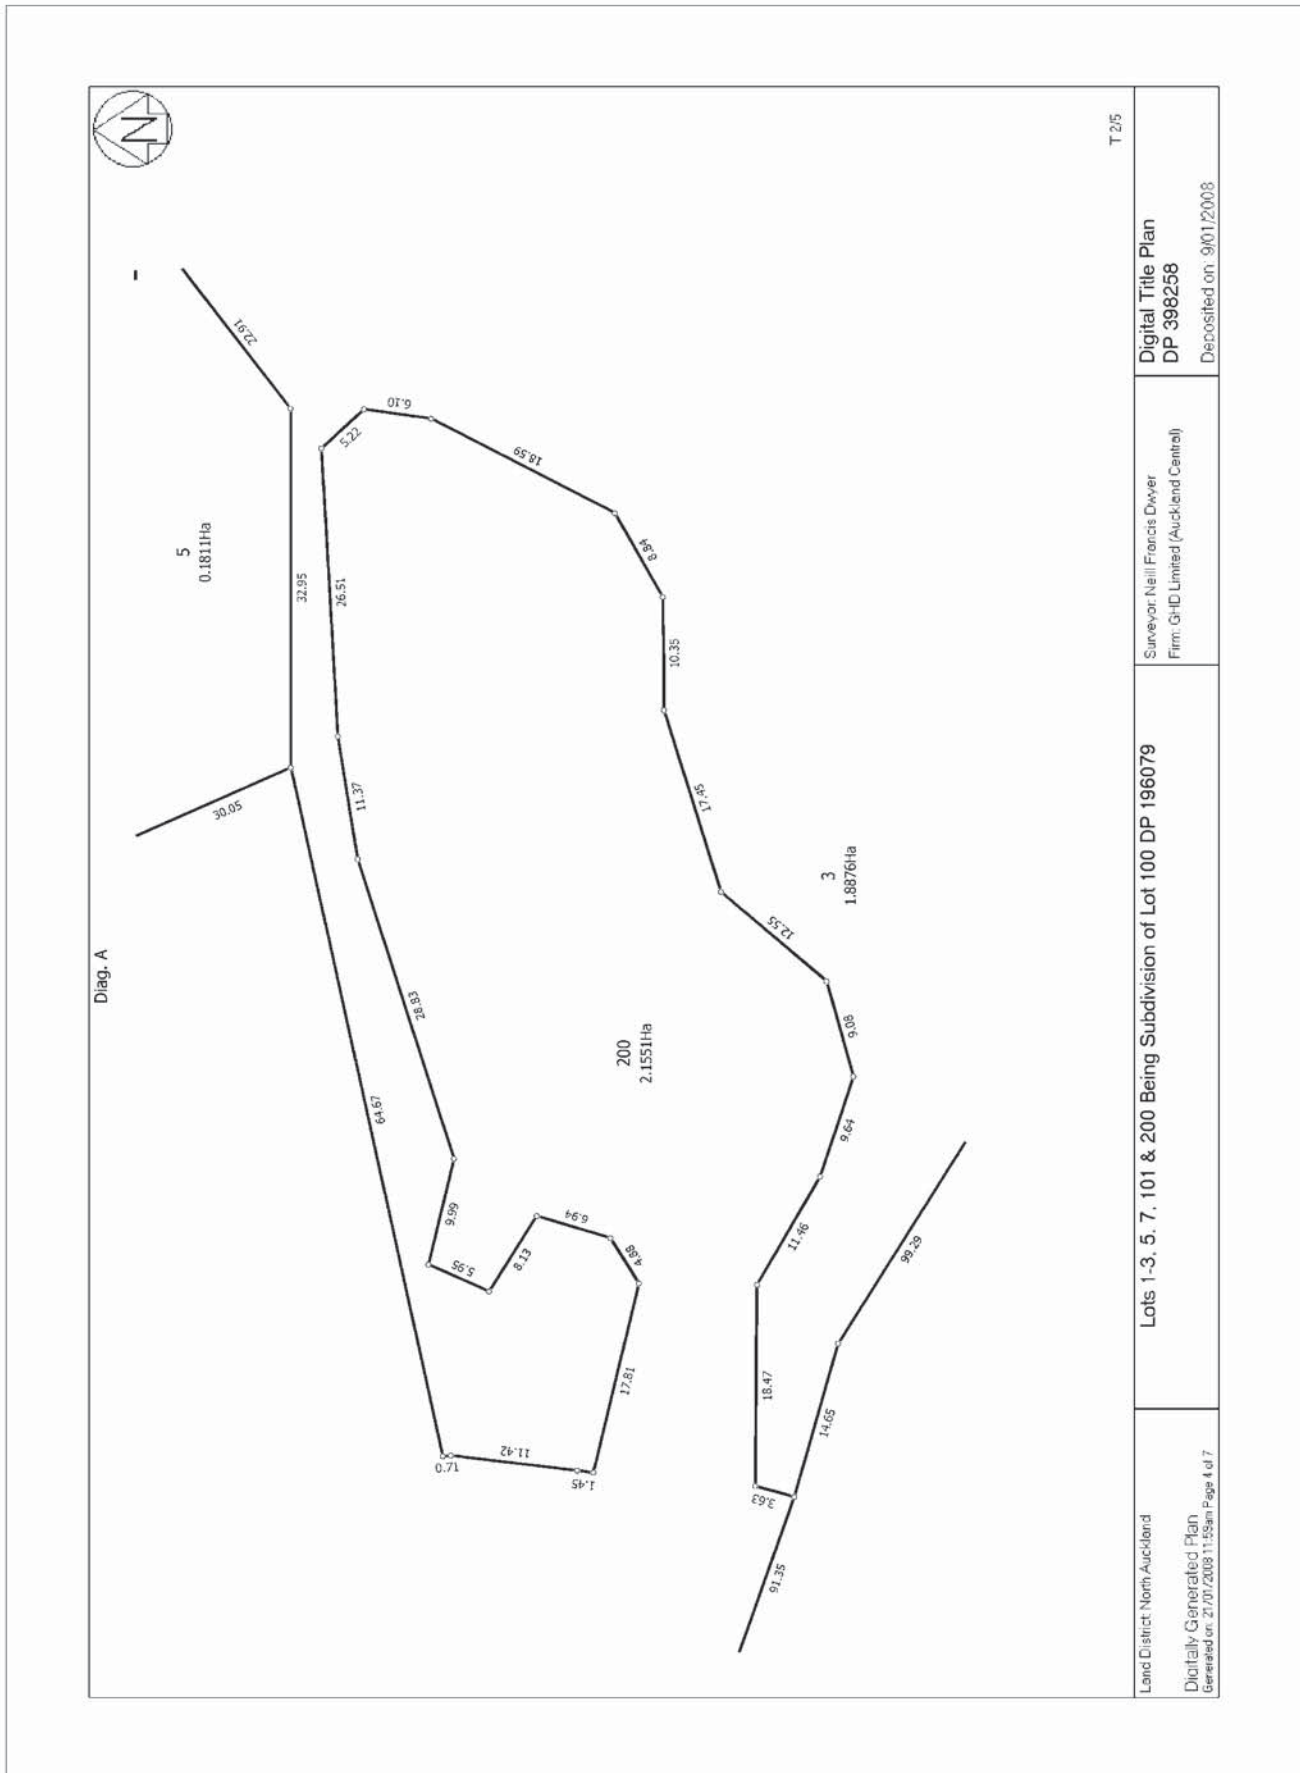 Diag. A
N
5
0.1811Ha
22.91
30.05
32.95
5.22
6.10
26.51
18.59
11.37
8.84
64.67
28.83
10.35
17.45
9.99
5.95
8.13
6.94
4.88
200
2.1551Ha
12.55
3
1.8876Ha
0.71
11.42
1.45
17.81
9.08
9.64
11.46
18.47
3.63
14.65
99.29
91.35
T 2/5
Land District: North Auckland
Digitally Generated Plan
Generated on: 21/01/2008 11:59am Page 4 of 7
Lots 1-3, 5, 7, 101 & 200 Being Subdivision of Lot 100 DP 196079
Surveyor: Neill Francis Dwyer
Firm: GHD Limited (Auckland Central)
Digital Title Plan
DP 398258
Deposited on: 9/01/2008